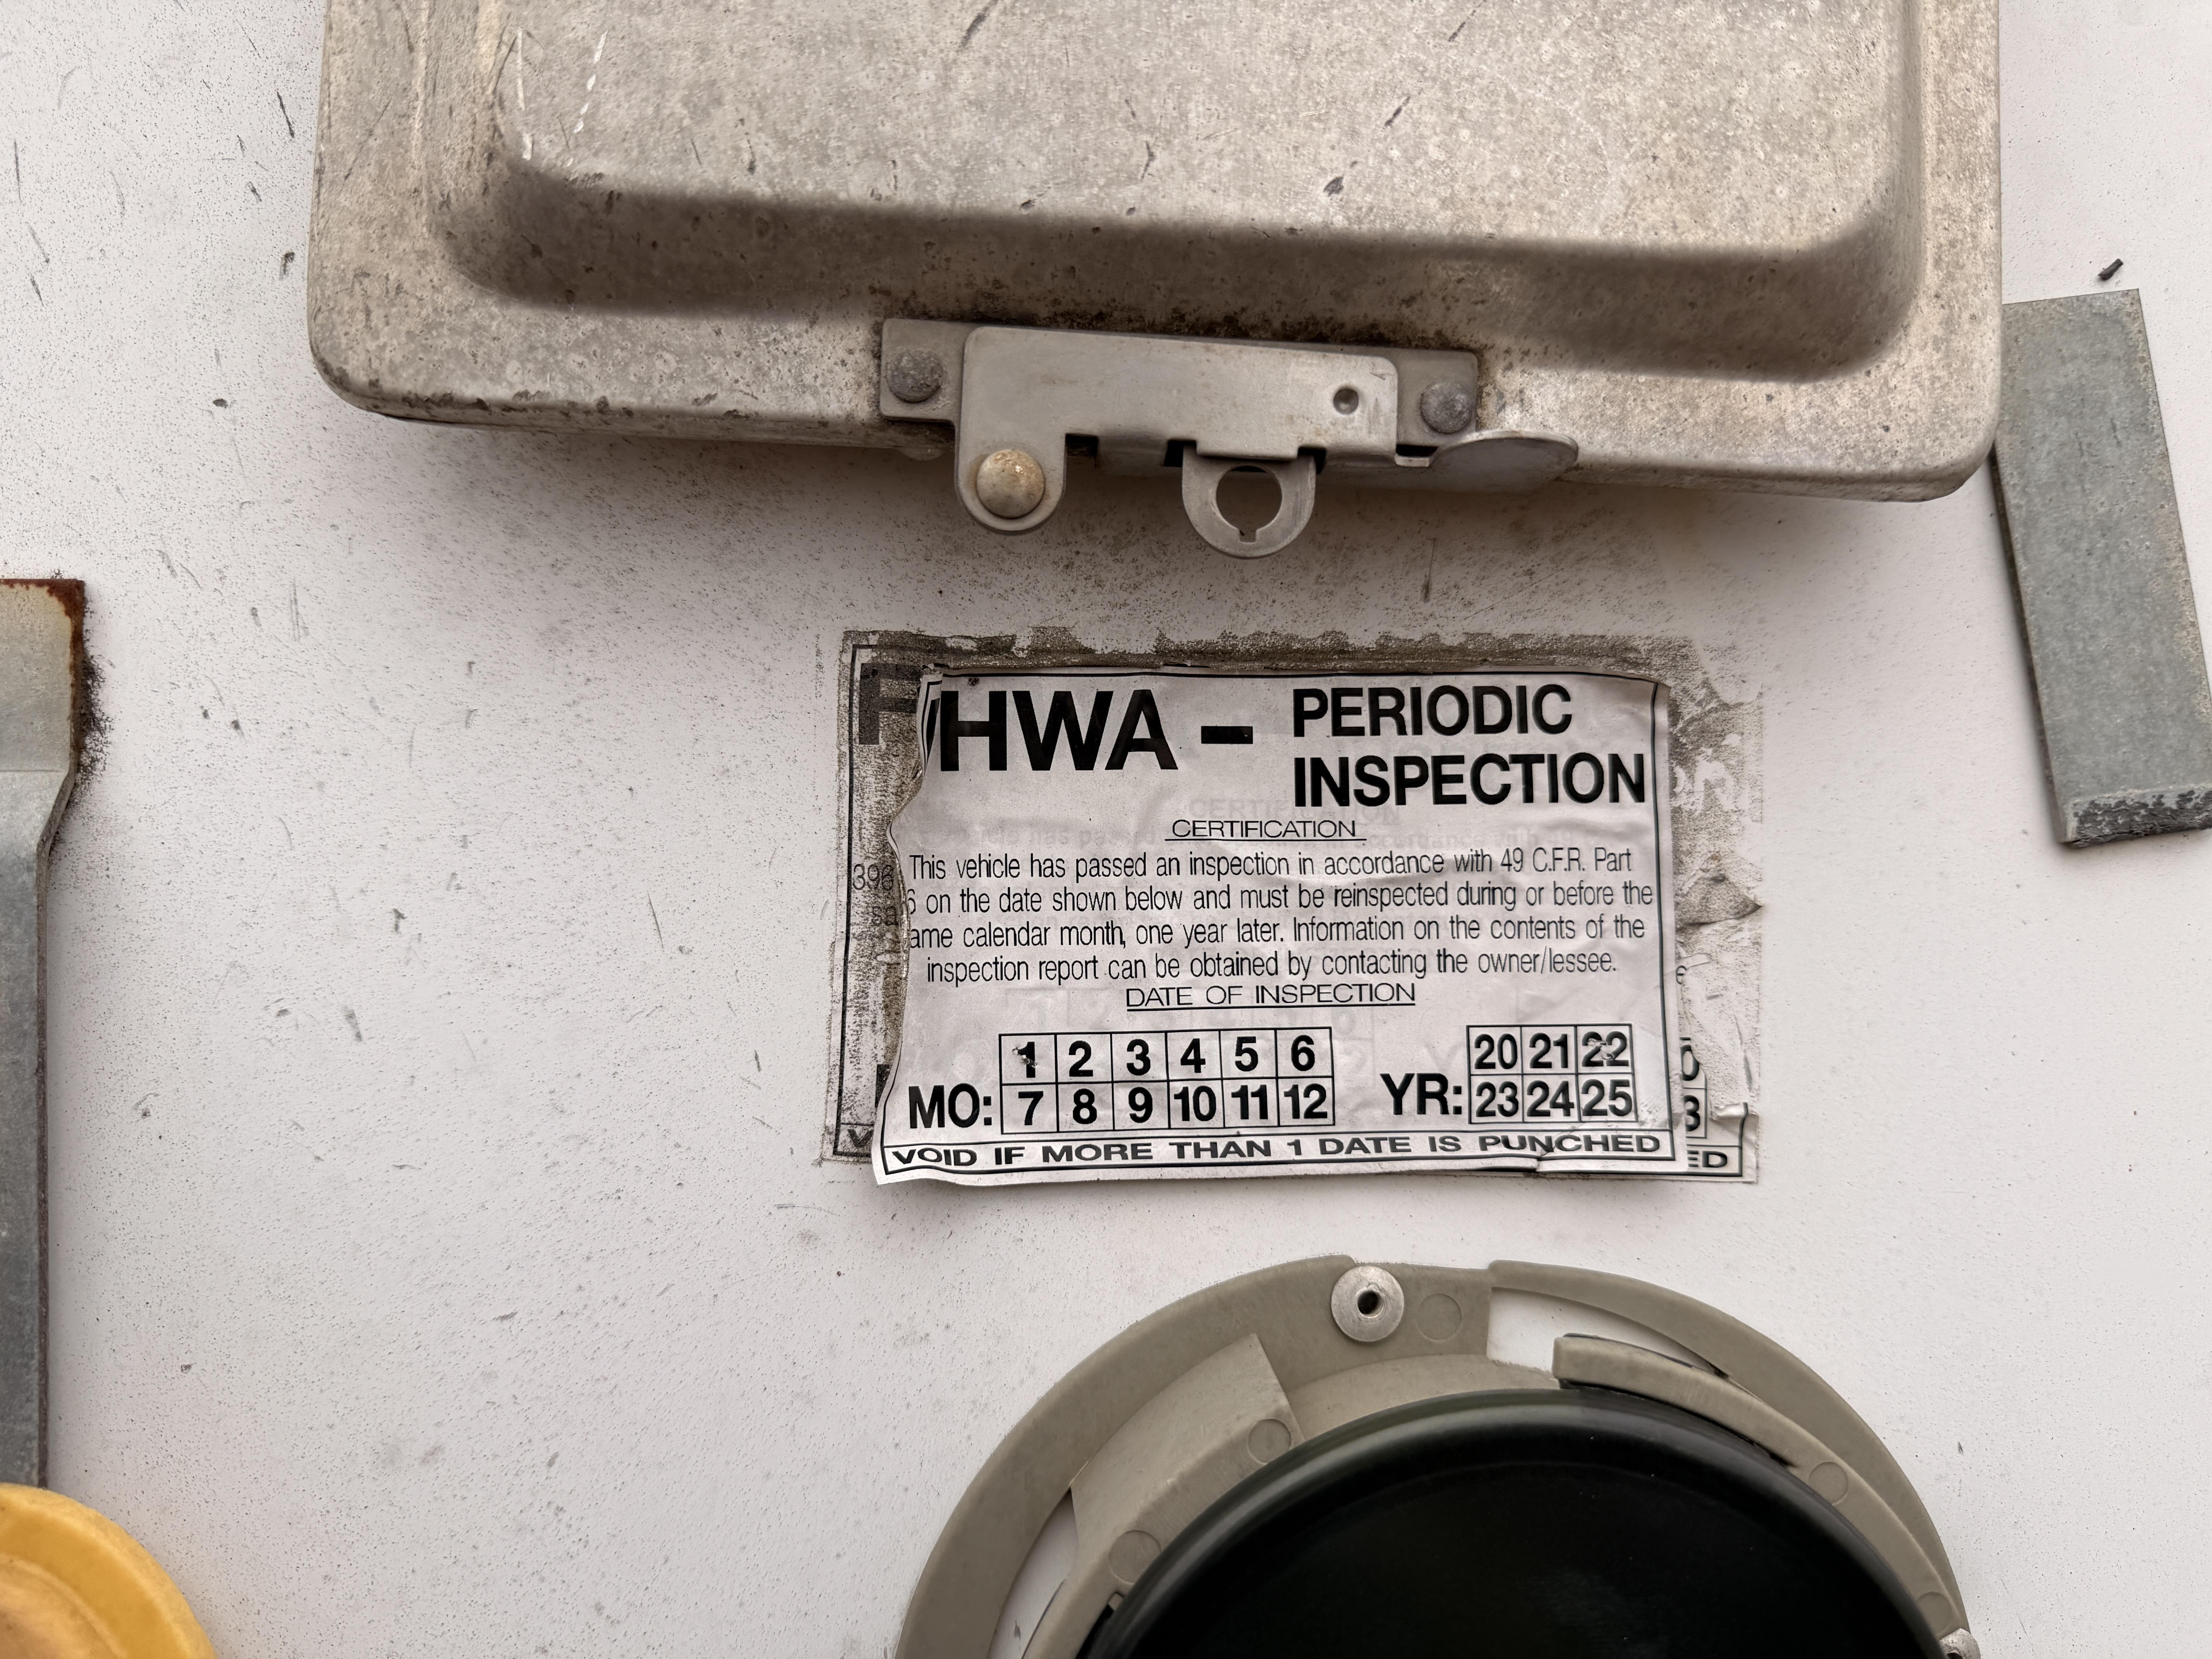 FHWA – PERIODIC
INSPECTION
CERTIFICATION
This vehicle has passed an inspection in accordance with 49 C.F.R. Part
396 on the date shown below and must be reinspected during or before the
same calendar month, one year later. Information on the contents of the
inspection report can be obtained by contacting the owner/lessee.
DATE OF INSPECTION
1 2 3 4 5 6 20 21 22
MO: 7 8 9 10 11 12 YR: 23 24 25
VOID IF MORE THAN 1 DATE IS PUNCHED
ED